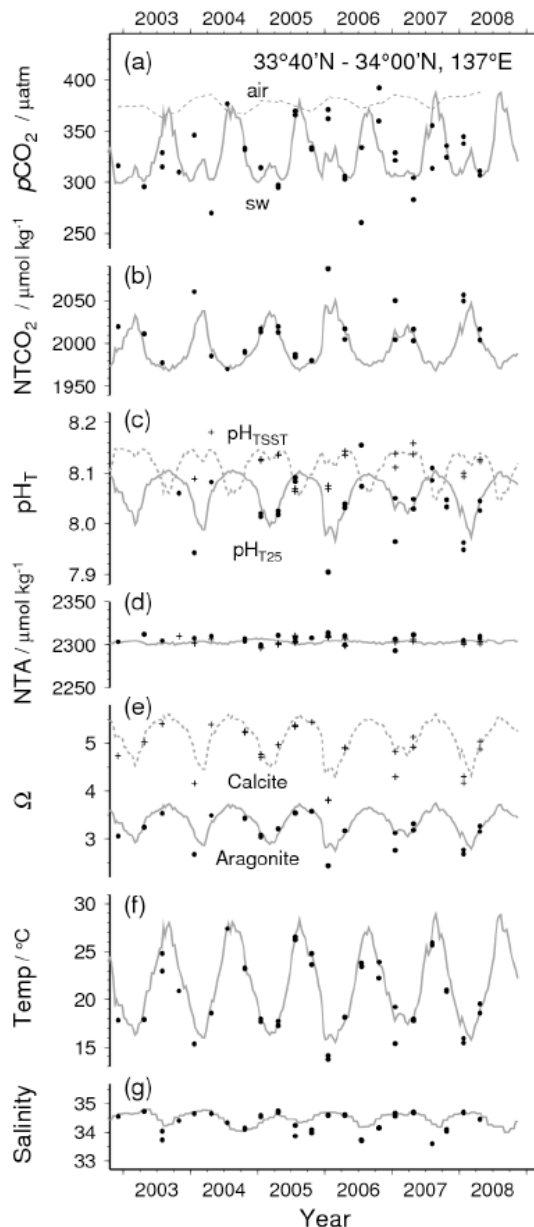 2003 2004 2005 2006 2007 2008
(a) 33°40'N - 34°00'N, 137°E
air
sw
pCO₂ / μatm
400
350
300
250
(b)
NTCO₂ / μmol kg⁻¹
2050
2000
1950
(c)
pH_TSST
pH_T25
pH_T
8.2
8.1
8.0
7.9
(d)
NTA / μmol kg⁻¹
2350
2300
2250
(e)
Calcite
Aragonite
Ω
5
4
3
(f)
Temp / °C
30
25
20
15
(g)
Salinity
35
34
33
2003 2004 2005 2006 2007 2008
Year